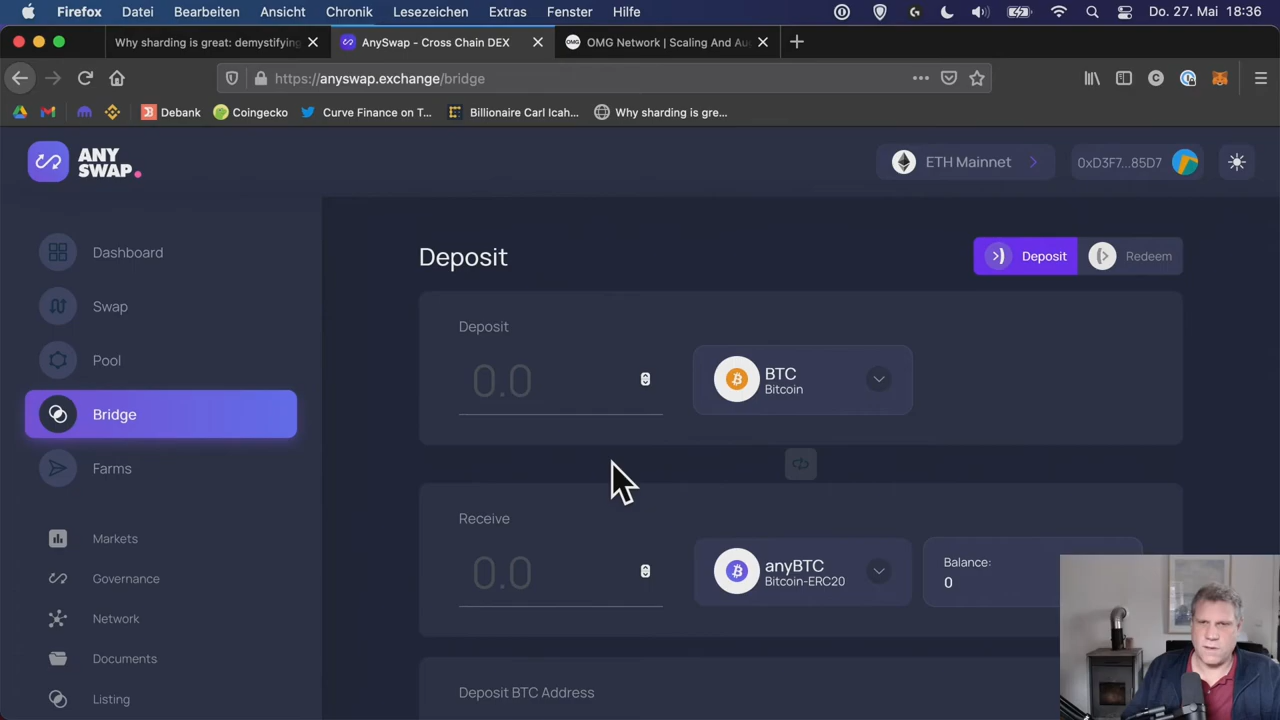 Firefox Datei Bearbeiten Ansicht Chronik Lesezeichen Extras Fenster Hilfe Do. 27. Mai 18:36
Why sharding is great: demystifying AnySwap - Cross Chain DEX OMG Network | Scaling And Au
https://anyswap.exchange/bridge
Debank Coingecko Curve Finance on T... Billionaire Carl Icah... Why sharding is gre...
ANY
SWAP.
ETH Mainnet 0xD3F7...85D7
Dashboard
Swap
Pool
Bridge
Farms
Markets
Governance
Network
Documents
Listing
Deposit
Deposit Redeem
Deposit
0.0
BTC
Bitcoin
Receive
0.0
anyBTC
Bitcoin-ERC20
Balance:
0
Deposit BTC Address